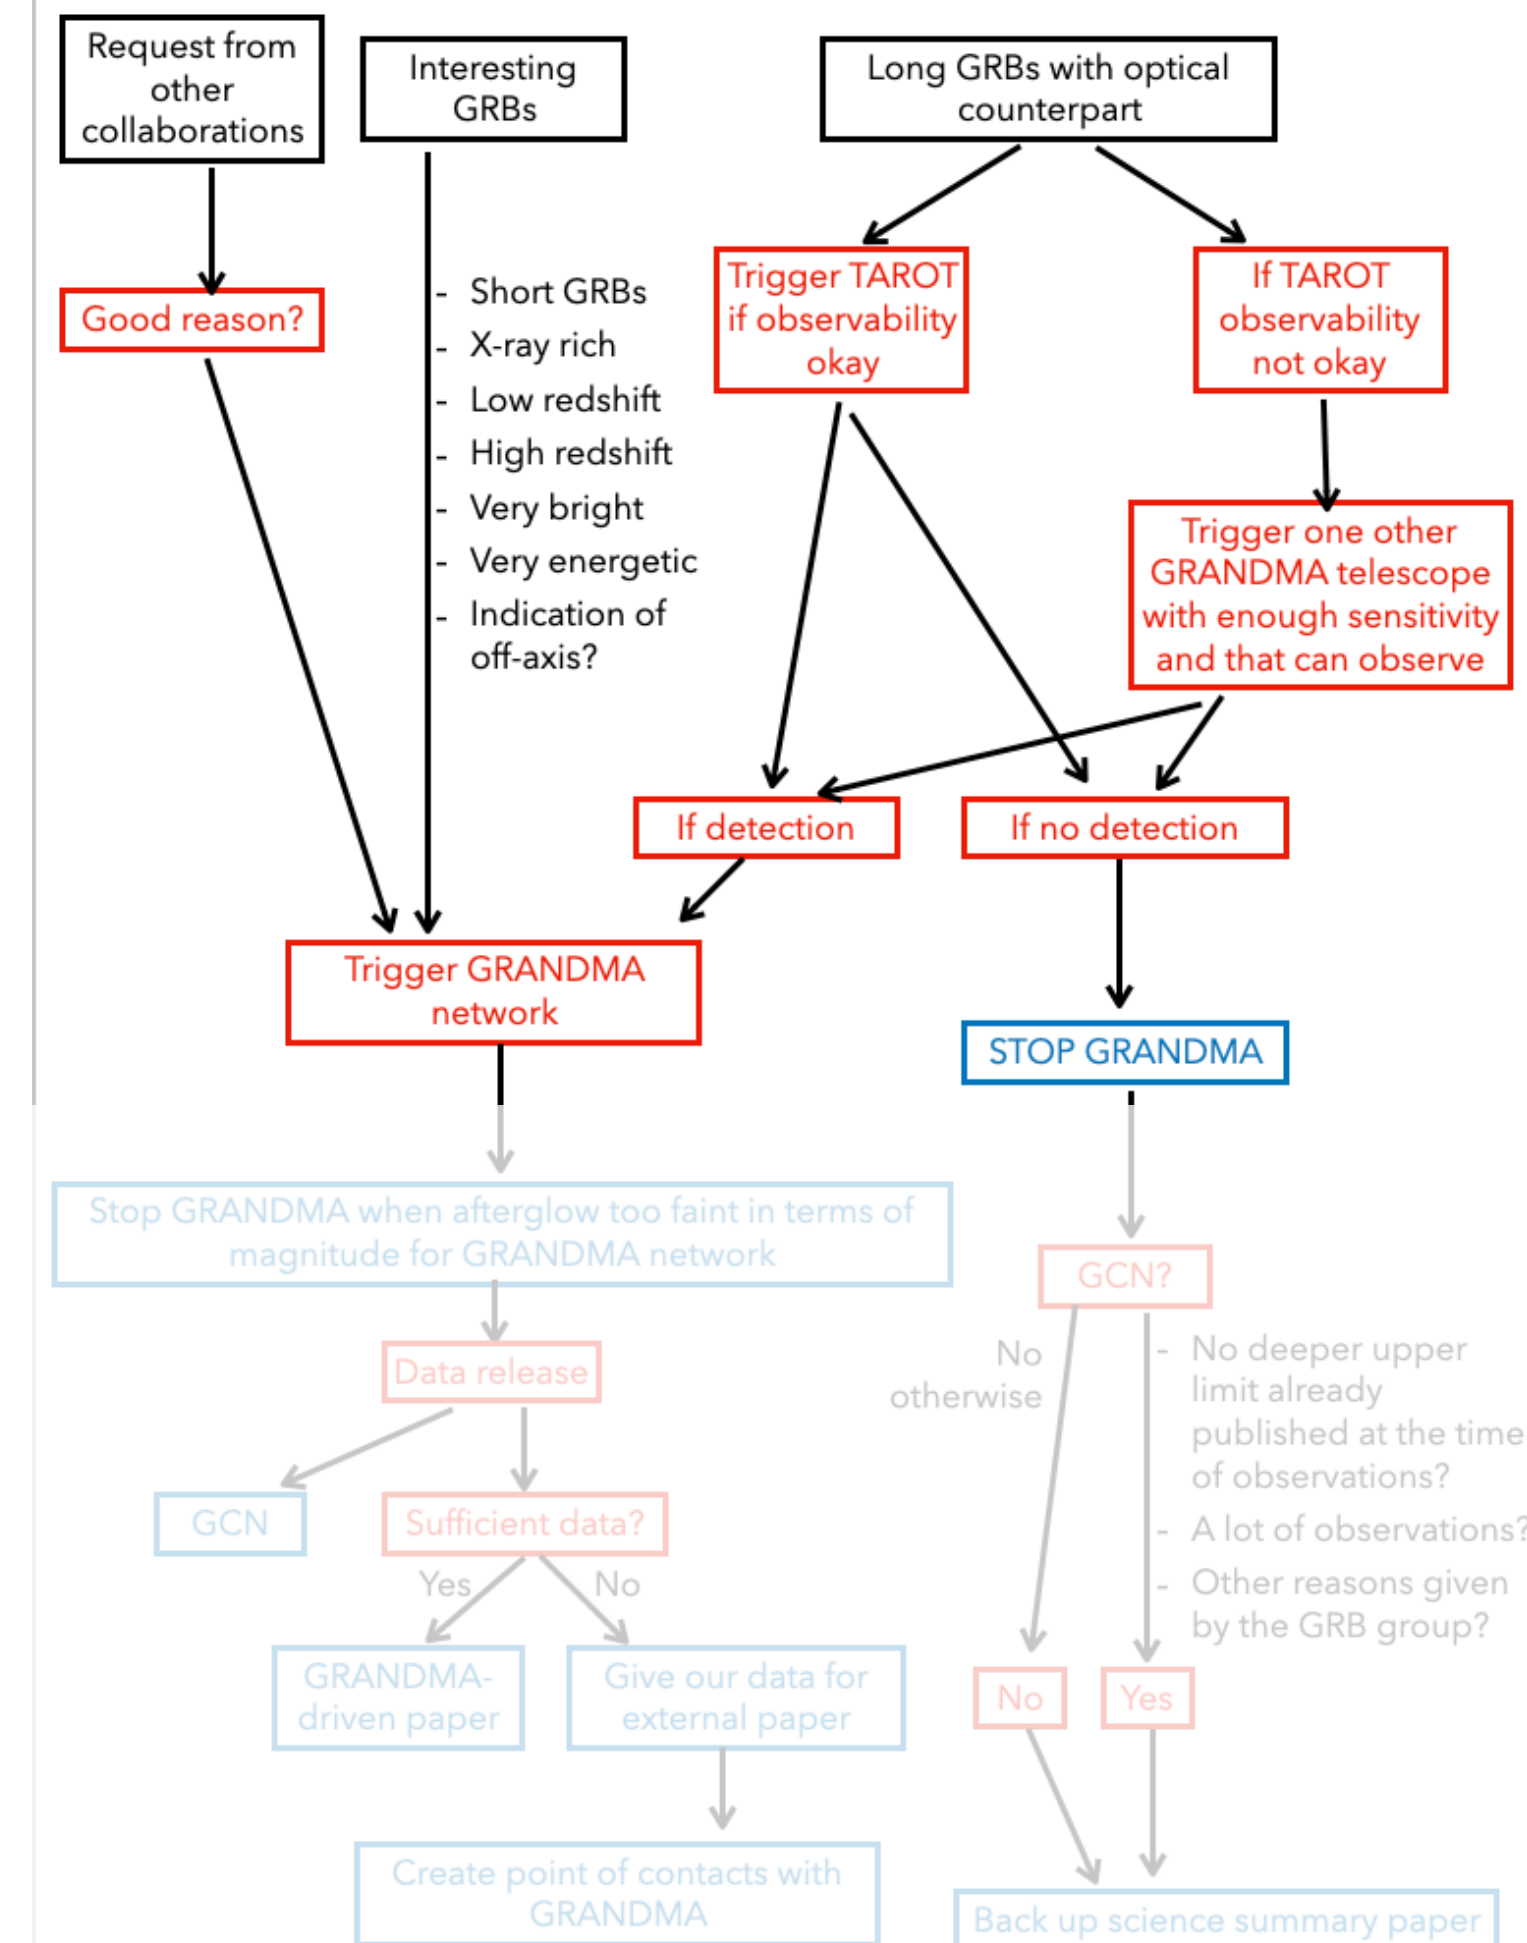 Request from
other
collaborations
Interesting
GRBs
Long GRBs with optical
counterpart
Good reason?
- Short GRBs
- X-ray rich
- Low redshift
- High redshift
- Very bright
- Very energetic
- Indication of
off-axis?
Trigger TAROT
if observability
okay
If TAROT
observability
not okay
Trigger one other
GRANDMA telescope
with enough sensitivity
and that can observe
If detection
If no detection
Trigger GRANDMA
network
STOP GRANDMA
Stop GRANDMA when afterglow too faint in terms of
magnitude for GRANDMA network
GCN?
Data release
No
otherwise
- No deeper upper
limit already
published at the time
of observations?
- A lot of observations?
- Other reasons given
by the GRB group?
GCN
Sufficient data?
Yes
No
GRANDMA-
driven paper
Give our data for
external paper
No
Yes
Create point of contacts with
GRANDMA
Back up science summary paper